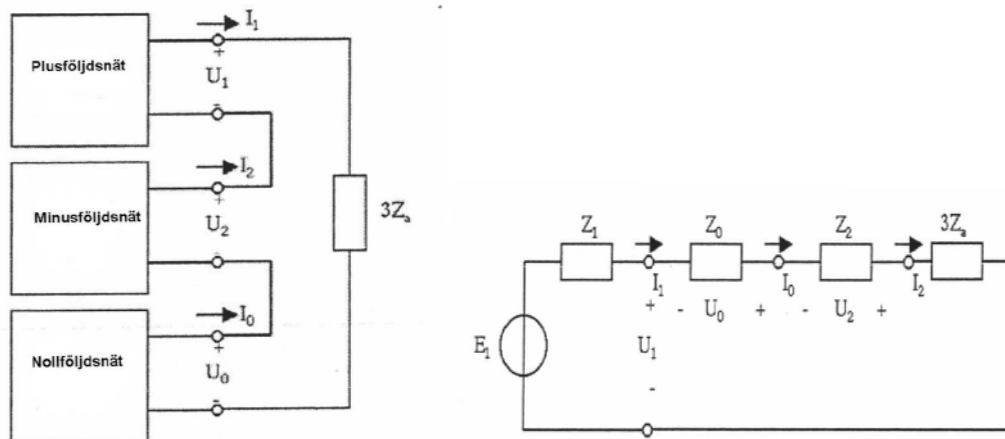 I₁
Plusföljdsnät
+
U₁
-
I₂
Minusföljdsnät
+
U₂
-
3Zₐ
I₀
Nollföljdsnät
+
U₀
-
Z₁ Z₀ Z₂ 3Zₐ
I₁ I₀ I₂
+ - U₀ + - U₂ +
E₁ U₁
-